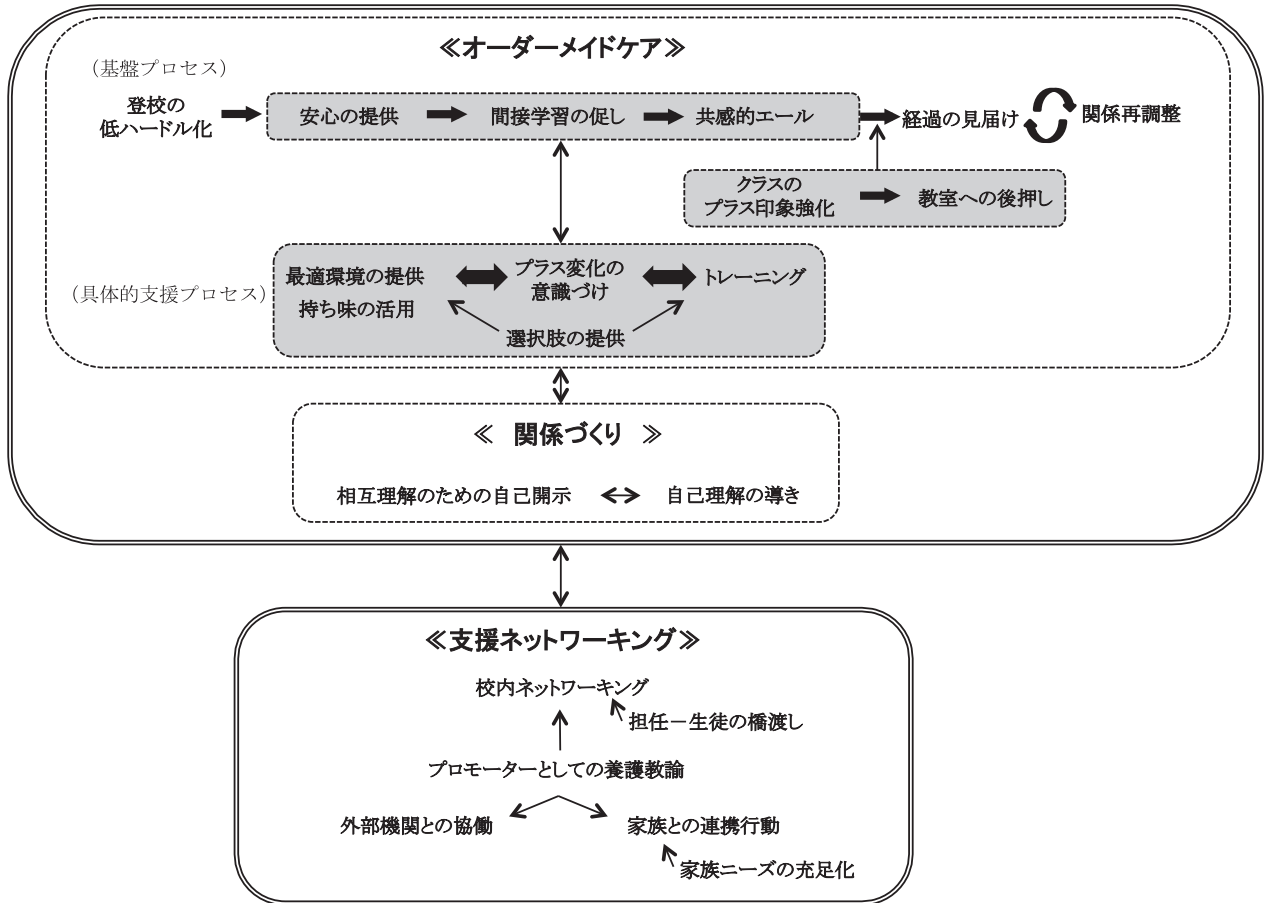 ≪オーダーメイドケア≫
（基盤プロセス）
登校の
低ハードル化
安心の提供
間接学習の促し
共感的エール
経過の見届け
関係再調整
クラスの
プラス印象強化
教室への後押し
（具体的支援プロセス）
最適環境の提供
持ち味の活用
プラス変化の
意識づけ
トレーニング
選択肢の提供
≪ 関係づくり ≫
相互理解のための自己開示
自己理解の導き
≪支援ネットワーキング≫
校内ネットワーキング
担任－生徒の橋渡し
プロモーターとしての養護教諭
外部機関との協働
家族との連携行動
家族ニーズの充足化